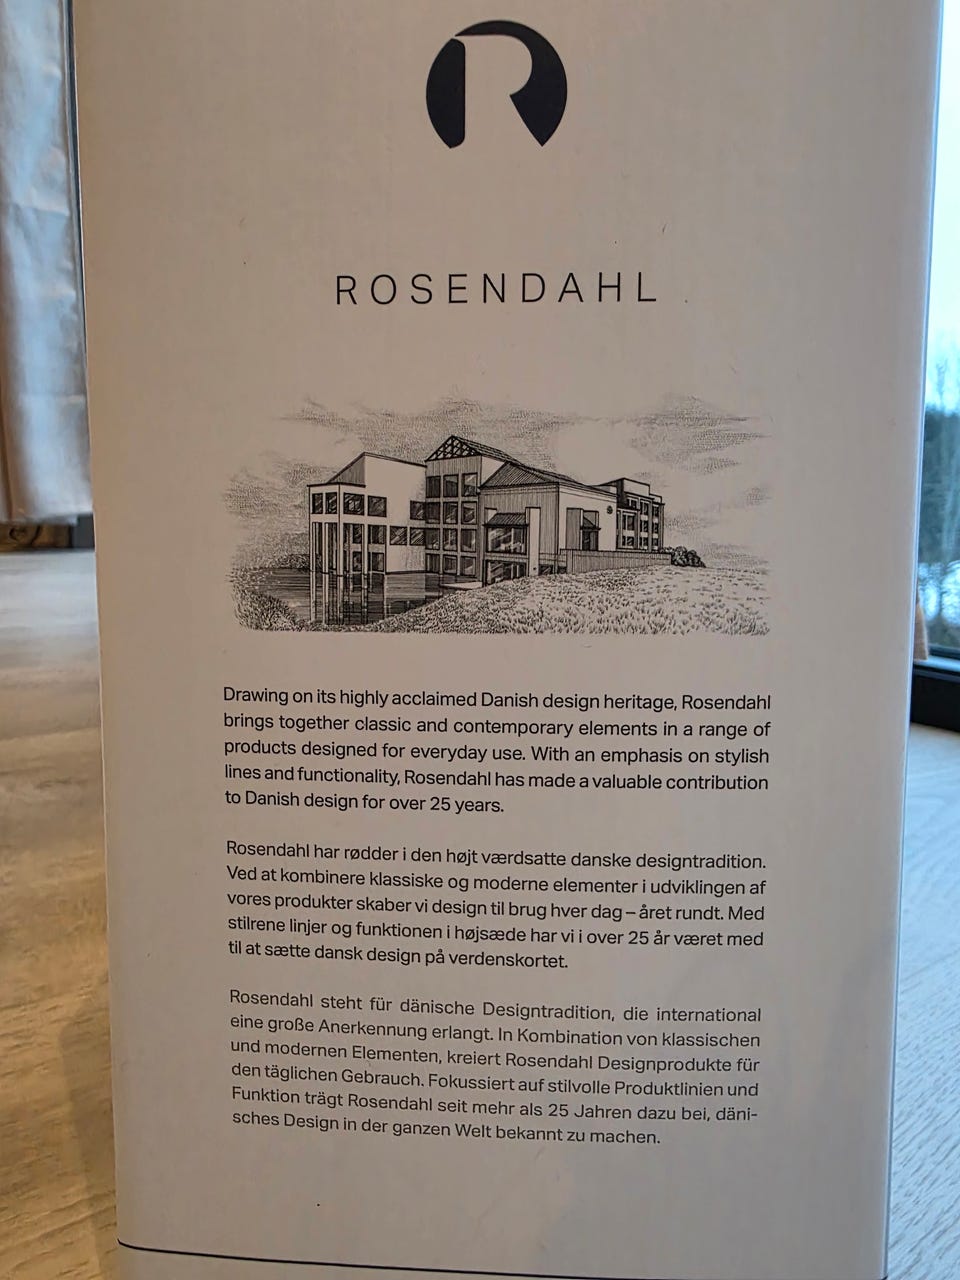 R
ROSENDAHL
Drawing on its highly acclaimed Danish design heritage, Rosendahl
brings together classic and contemporary elements in a range of
products designed for everyday use. With an emphasis on stylish
lines and functionality, Rosendahl has made a valuable contribution
to Danish design for over 25 years.
Rosendahl har rødder i den højt værdsatte danske designtradition.
Ved at kombinere klassiske og moderne elementer i udviklingen af
vores produkter skaber vi design til brug hver dag – året rundt. Med
stilrene linjer og funktionen i højsæde har vi i over 25 år været med
til at sætte dansk design på verdenskortet.
Rosendahl steht für dänische Designtradition, die international
eine große Anerkennung erlangt. In Kombination von klassischen
und modernen Elementen, kreiert Rosendahl Designprodukte für
den täglichen Gebrauch. Fokussiert auf stilvolle Produktlinien und
Funktion trägt Rosendahl seit mehr als 25 Jahren dazu bei, däni-
sches Design in der ganzen Welt bekannt zu machen.